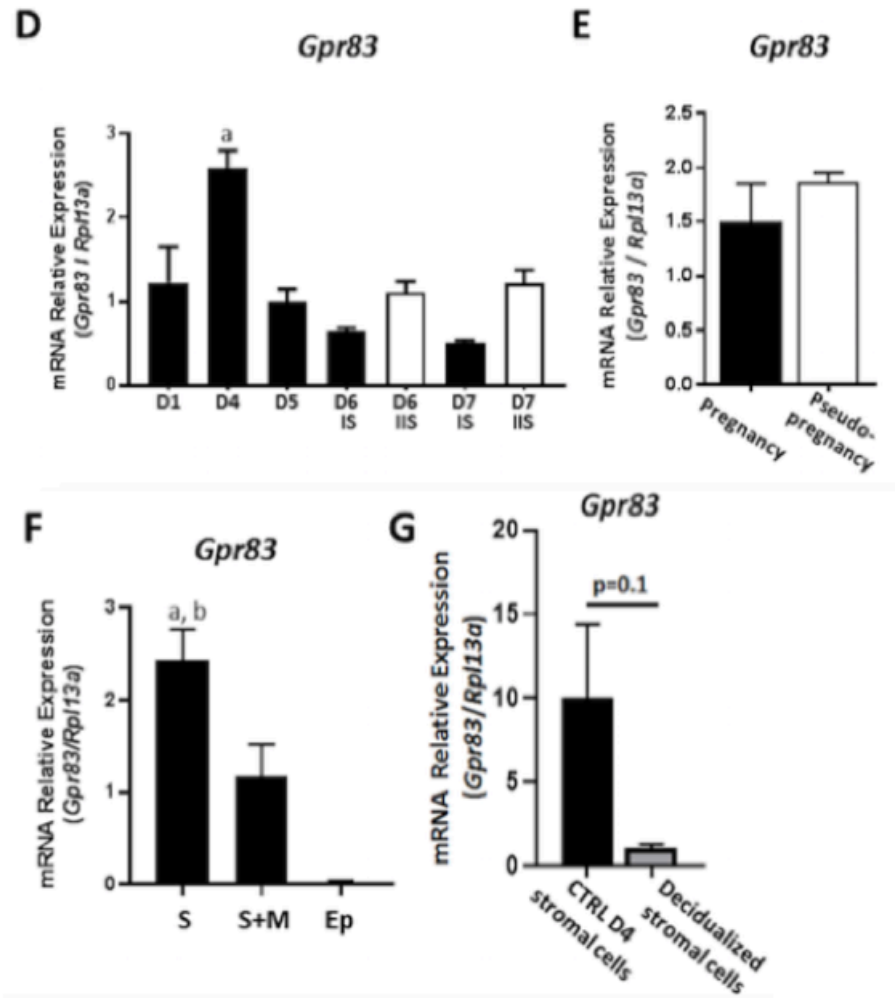 D
Gpr83
mRNA Relative Expression
(Gpr83 / Rpl13a)
3
2
1
0
a
D1
D4
D5
D6
IS
D6
IIS
D7
IS
D7
IIS
E
Gpr83
mRNA Relative Expression
(Gpr83 / Rpl13a)
2.5
2.0
1.5
1.0
0.5
0.0
Pregnancy
Pseudo-
pregnancy
F
Gpr83
mRNA Relative Expression
(Gpr83/Rpl13a)
3
2
1
0
a, b
S
S+M
Ep
G
Gpr83
mRNA Relative Expression
(Gpr83/Rpl13a)
20
15
10
5
0
p=0.1
CTRL D4
stromal cells
Decidualized
stromal cells